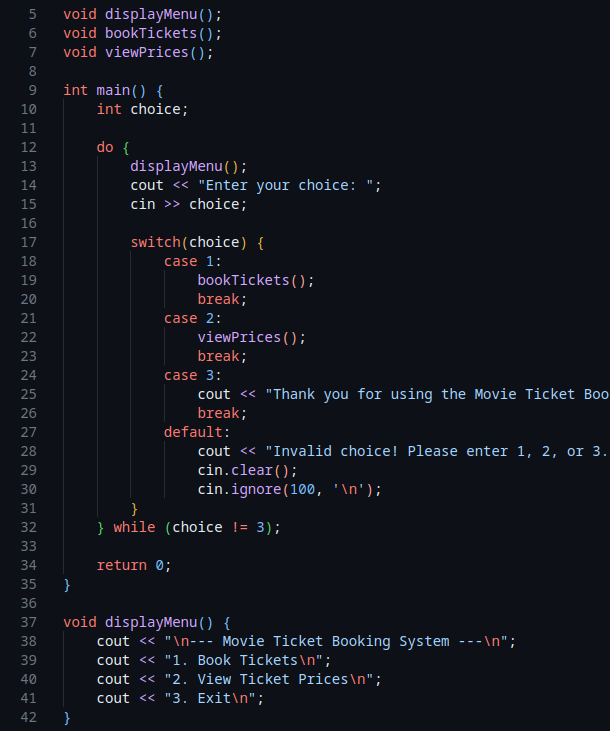 5 void displayMenu();
6 void bookTickets();
7 void viewPrices();
8
9 int main() {
10     int choice;
11
12     do {
13         displayMenu();
14         cout << "Enter your choice: ";
15         cin >> choice;
16
17         switch(choice) {
18             case 1:
19                 bookTickets();
20                 break;
21             case 2:
22                 viewPrices();
23                 break;
24             case 3:
25                 cout << "Thank you for using the Movie Ticket Boo
26                 break;
27             default:
28                 cout << "Invalid choice! Please enter 1, 2, or 3.
29                 cin.clear();
30                 cin.ignore(100, '\n');
31         }
32     } while (choice != 3);
33
34     return 0;
35 }
36
37 void displayMenu() {
38     cout << "\n--- Movie Ticket Booking System ---\n";
39     cout << "1. Book Tickets\n";
40     cout << "2. View Ticket Prices\n";
41     cout << "3. Exit\n";
42 }